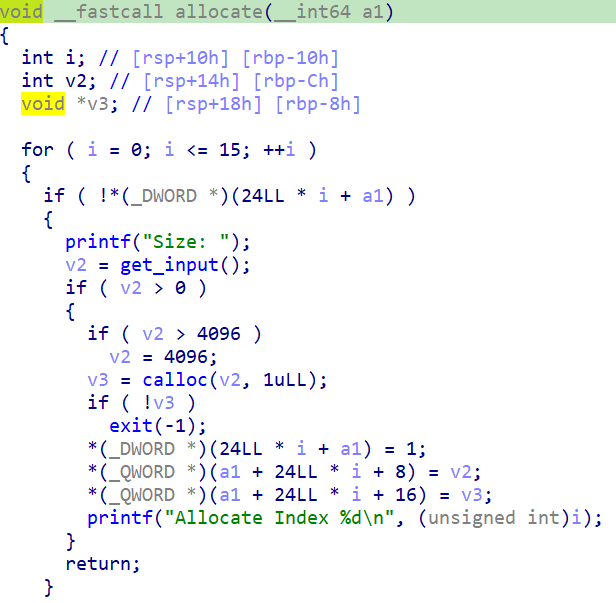 void __fastcall allocate(__int64 a1)
{
  int i; // [rsp+10h] [rbp-10h]
  int v2; // [rsp+14h] [rbp-Ch]
  void *v3; // [rsp+18h] [rbp-8h]

  for ( i = 0; i <= 15; ++i )
  {
    if ( !*(_DWORD *)(24LL * i + a1) )
    {
      printf("Size: ");
      v2 = get_input();
      if ( v2 > 0 )
      {
        if ( v2 > 4096 )
          v2 = 4096;
        v3 = calloc(v2, 1uLL);
        if ( !v3 )
          exit(-1);
        *(_DWORD *)(24LL * i + a1) = 1;
        *(_QWORD *)(a1 + 24LL * i + 8) = v2;
        *(_QWORD *)(a1 + 24LL * i + 16) = v3;
        printf("Allocate Index %d\n", (unsigned int)i);
      }
      return;
    }